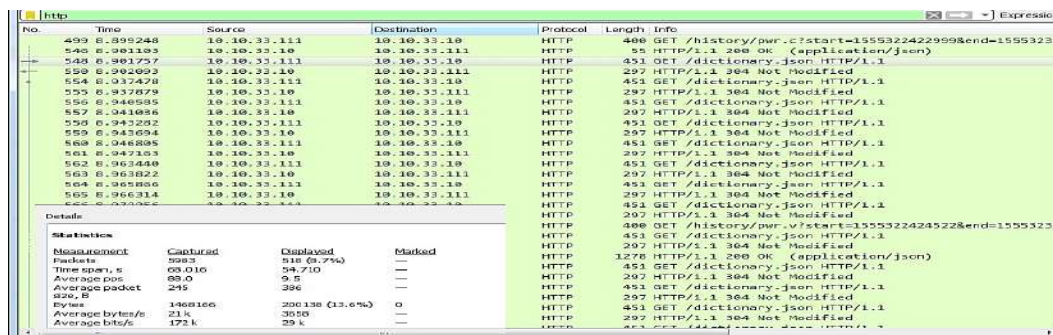 http
Expression
No. Time Source Destination Protocol Length Info
499 8.899248 10.10.33.111 10.10.33.10 HTTP 400 GET /history/pwr.c?start=1555322422999&end=1555323
546 8.901103 10.10.33.10 10.10.33.111 HTTP 55 HTTP/1.1 200 OK (application/json)
548 8.901757 10.10.33.111 10.10.33.10 HTTP 451 GET /dictionary.json HTTP/1.1
550 8.902093 10.10.33.10 10.10.33.111 HTTP 297 HTTP/1.1 304 Not Modified
554 8.937478 10.10.33.111 10.10.33.10 HTTP 451 GET /dictionary.json HTTP/1.1
555 8.937879 10.10.33.10 10.10.33.111 HTTP 297 HTTP/1.1 304 Not Modified
556 8.940585 10.10.33.111 10.10.33.10 HTTP 451 GET /dictionary.json HTTP/1.1
557 8.941036 10.10.33.10 10.10.33.111 HTTP 297 HTTP/1.1 304 Not Modified
558 8.943282 10.10.33.111 10.10.33.10 HTTP 451 GET /dictionary.json HTTP/1.1
559 8.943694 10.10.33.10 10.10.33.111 HTTP 297 HTTP/1.1 304 Not Modified
560 8.946805 10.10.33.111 10.10.33.10 HTTP 451 GET /dictionary.json HTTP/1.1
561 8.947163 10.10.33.10 10.10.33.111 HTTP 297 HTTP/1.1 304 Not Modified
562 8.963440 10.10.33.111 10.10.33.10 HTTP 451 GET /dictionary.json HTTP/1.1
563 8.963822 10.10.33.10 10.10.33.111 HTTP 297 HTTP/1.1 304 Not Modified
564 8.965866 10.10.33.111 10.10.33.10 HTTP 451 GET /dictionary.json HTTP/1.1
565 8.966314 10.10.33.10 10.10.33.111 HTTP 297 HTTP/1.1 304 Not Modified
HTTP 451 GET /dictionary.json HTTP/1.1
HTTP 297 HTTP/1.1 304 Not Modified
HTTP 400 GET /history/pwr.v?start=1555322424522&end=1555323
HTTP 451 GET /dictionary.json HTTP/1.1
HTTP 297 HTTP/1.1 304 Not Modified
HTTP 1278 HTTP/1.1 200 OK (application/json)
HTTP 451 GET /dictionary.json HTTP/1.1
HTTP 297 HTTP/1.1 304 Not Modified
HTTP 451 GET /dictionary.json HTTP/1.1
HTTP 297 HTTP/1.1 304 Not Modified
HTTP 451 GET /dictionary.json HTTP/1.1
HTTP 297 HTTP/1.1 304 Not Modified
Details
Statistics
Measurement Captured Displayed Marked
Packets 5983 518 (8.7%) —
Time span, s 68.016 54.710 —
Average pps 88.0 9.5 —
Average packet size, B 245 386 —
Bytes 1468166 200138 (13.6%) 0
Average bytes/s 21 k 3658 —
Average bits/s 172 k 29 k —